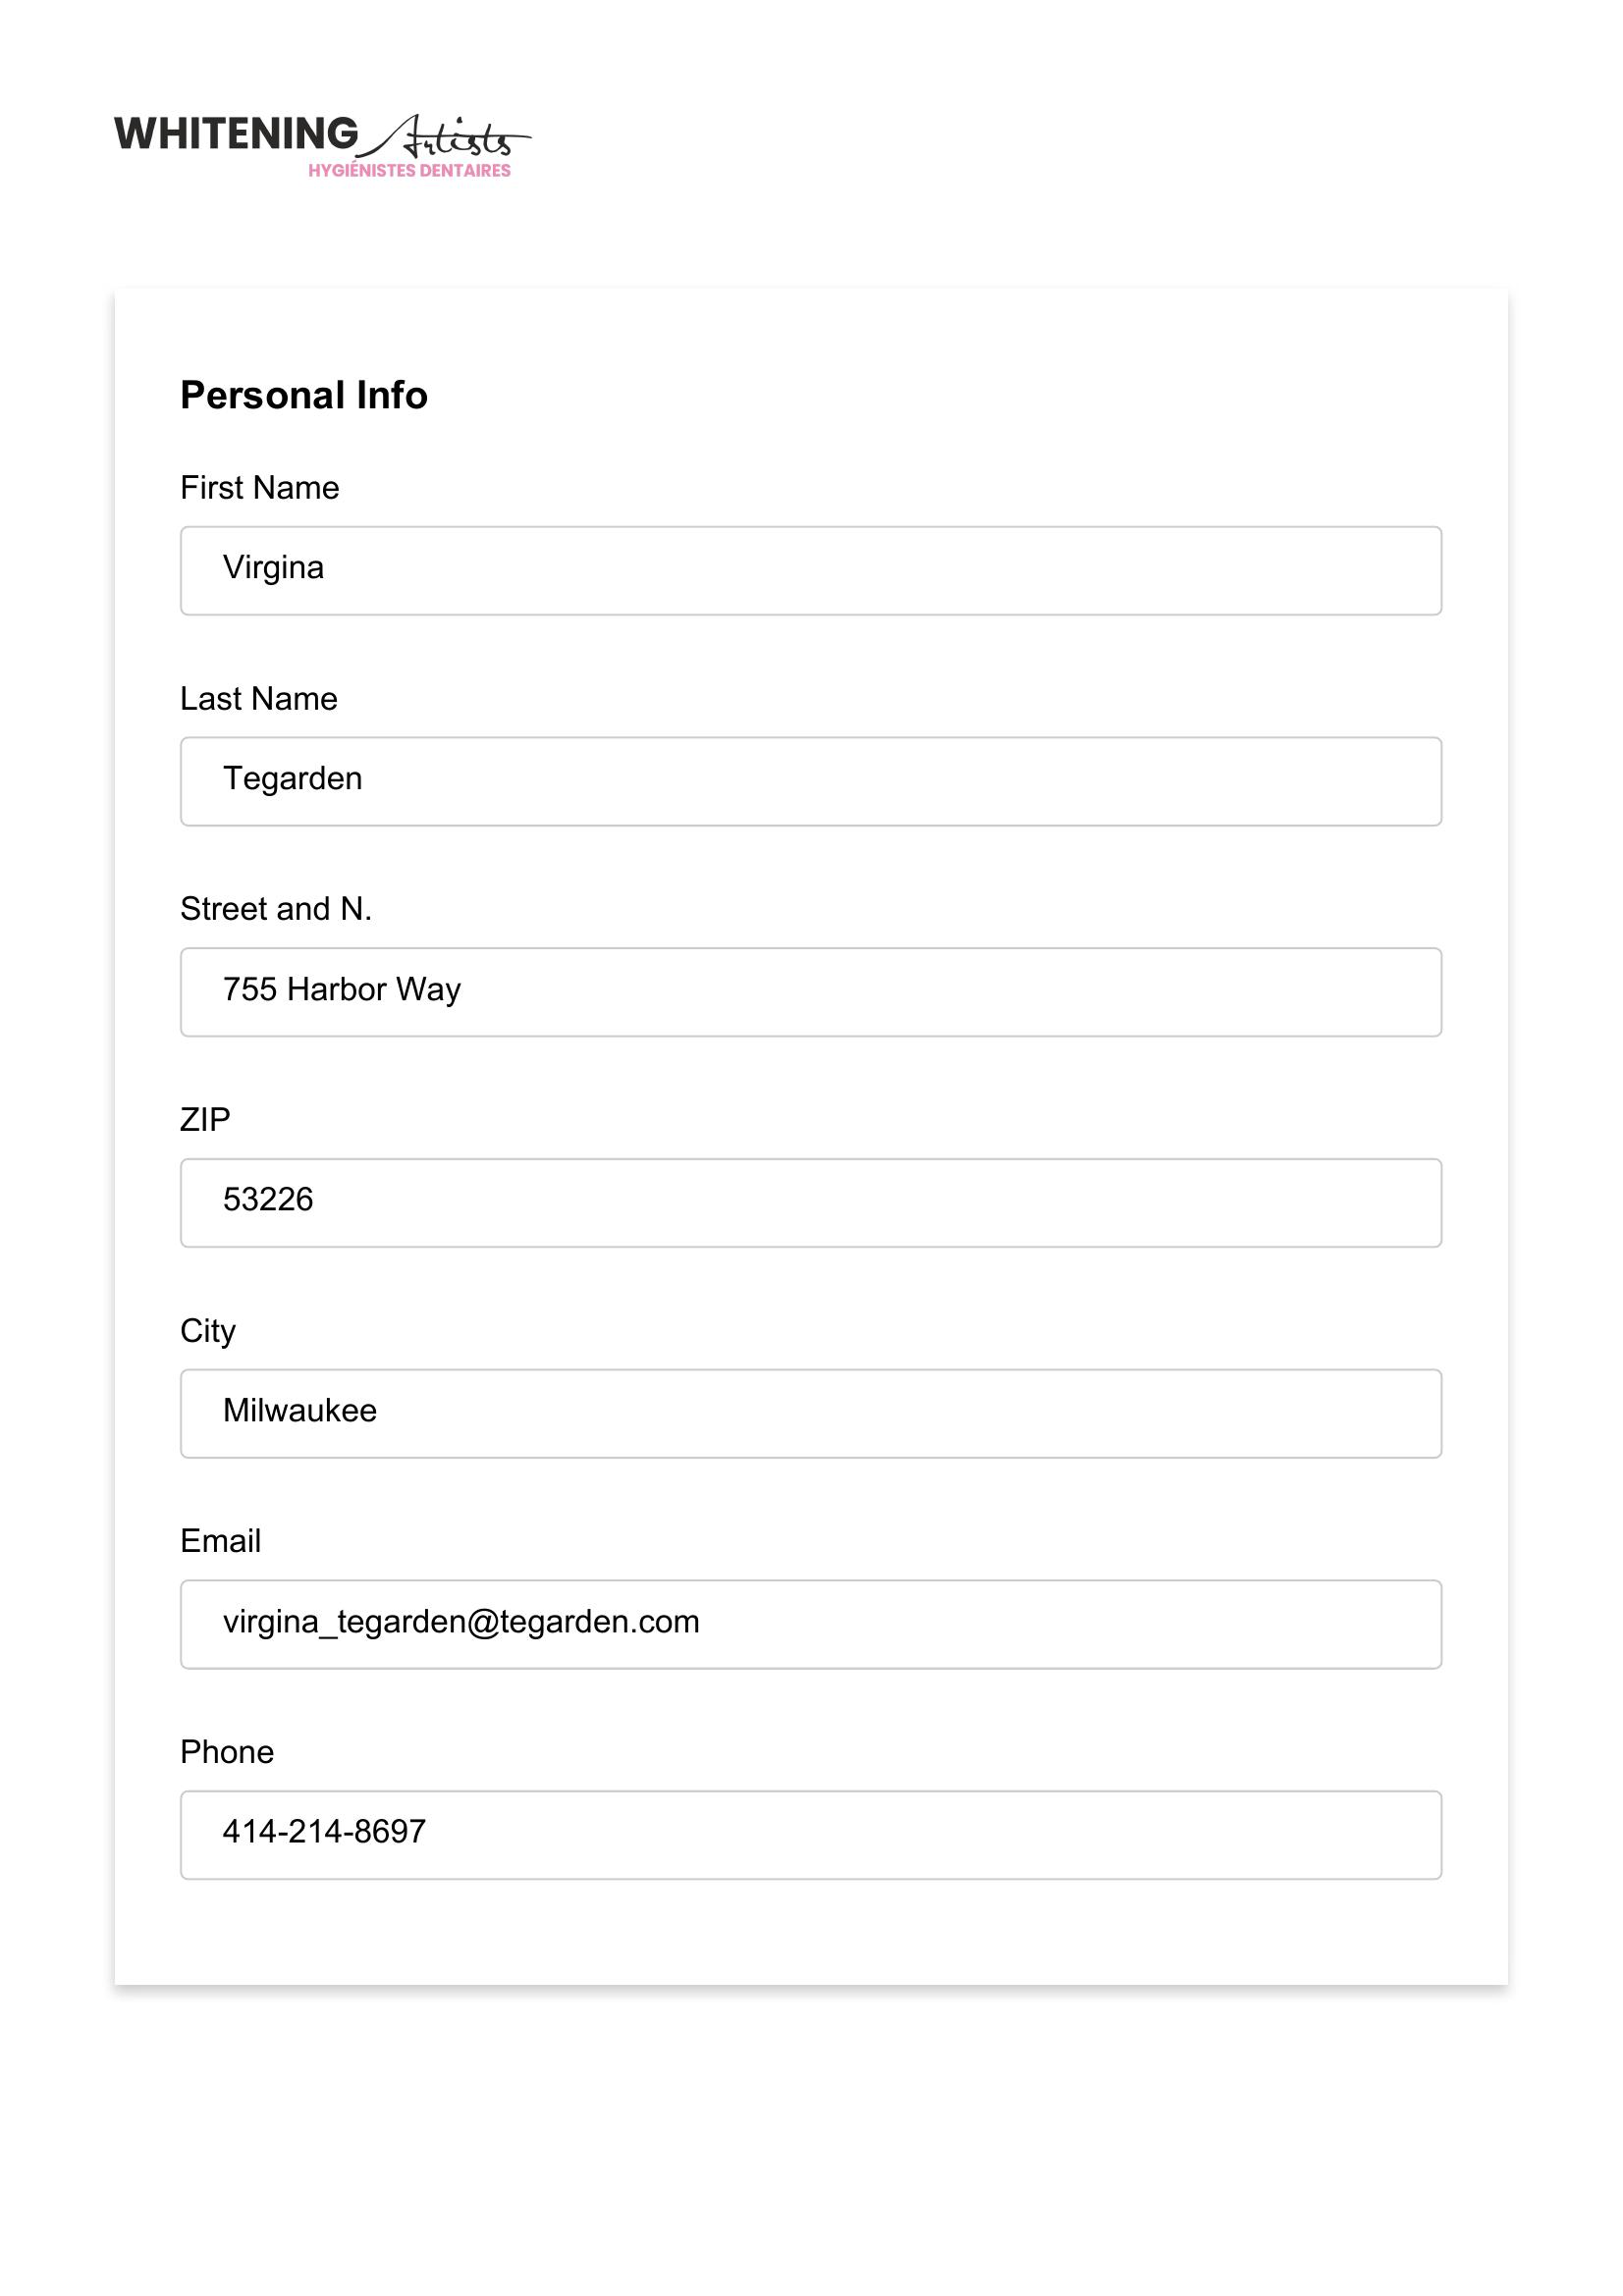 WHITENING Artists
HYGIÉNISTES DENTAIRES
Personal Info
First Name
Virgina
Last Name
Tegarden
Street and N.
755 Harbor Way
ZIP
53226
City
Milwaukee
Email
virgina_tegarden@tegarden.com
Phone
414-214-8697